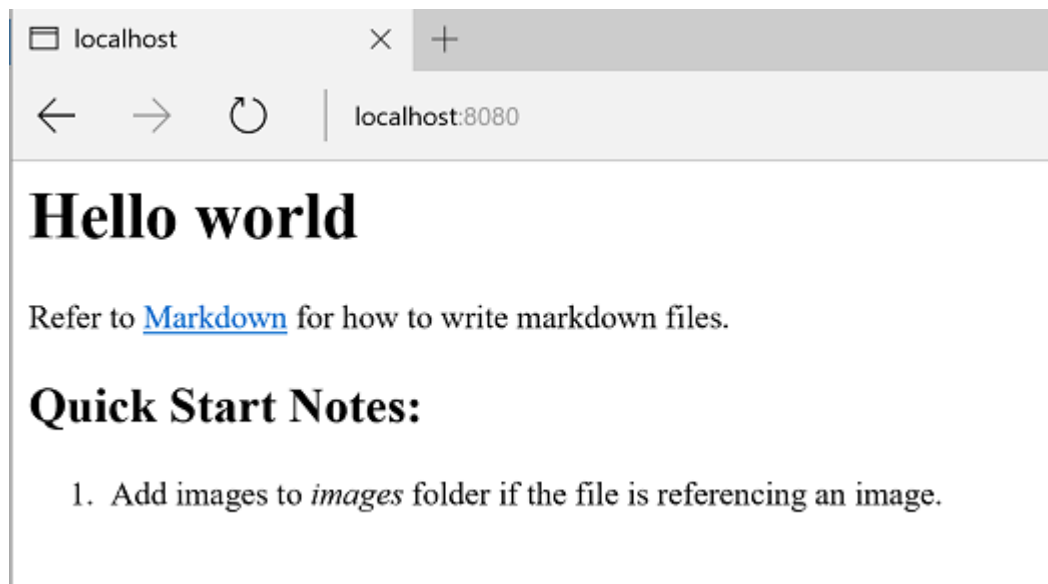 localhost
localhost:8080
Hello world
Refer to Markdown for how to write markdown files.
Quick Start Notes:
1. Add images to images folder if the file is referencing an image.